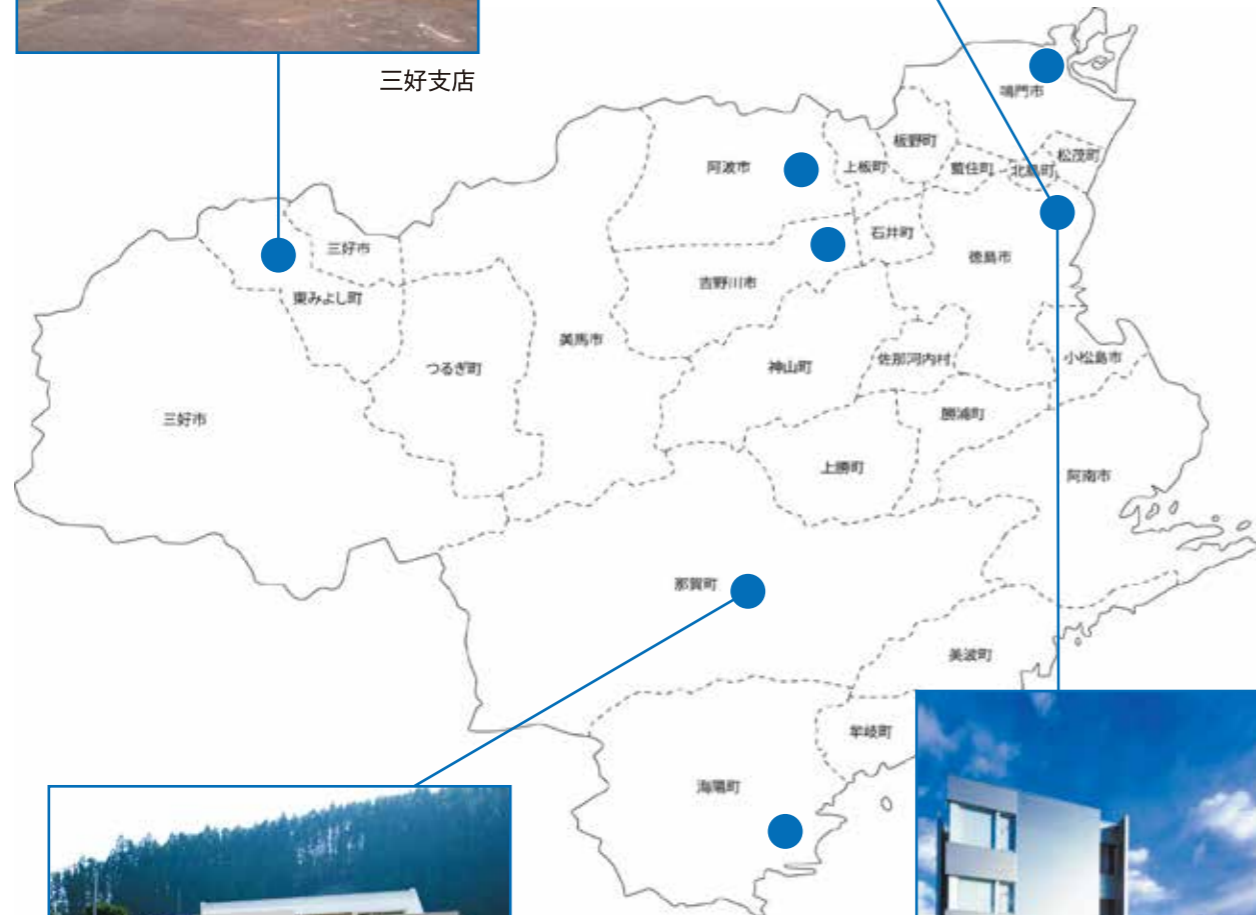 三好支店
鳴門市
板野町
松茂町
阿波市
上板町
藍住町
北島町
石井町
三好市
徳島市
吉野川市
東みよし町
美馬市
佐那河内村
小松島市
つるぎ町
神山町
勝浦町
三好市
上勝町
阿南市
那賀町
美波町
牟岐町
海陽町